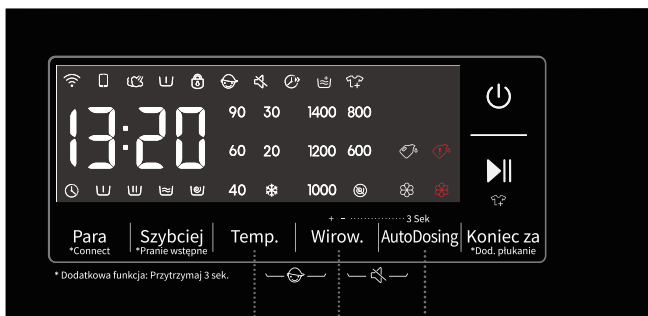 90 30 1400 800
13:20
60 20 1200 600
40 1000
+ - 3 Sek
Para Szybciej Temp. Wirow. AutoDosing Koniec za
*Connect *Pranie wstępne *Dod. płukanie
* Dodatkowa funkcja: Przytrzymaj 3 sek.